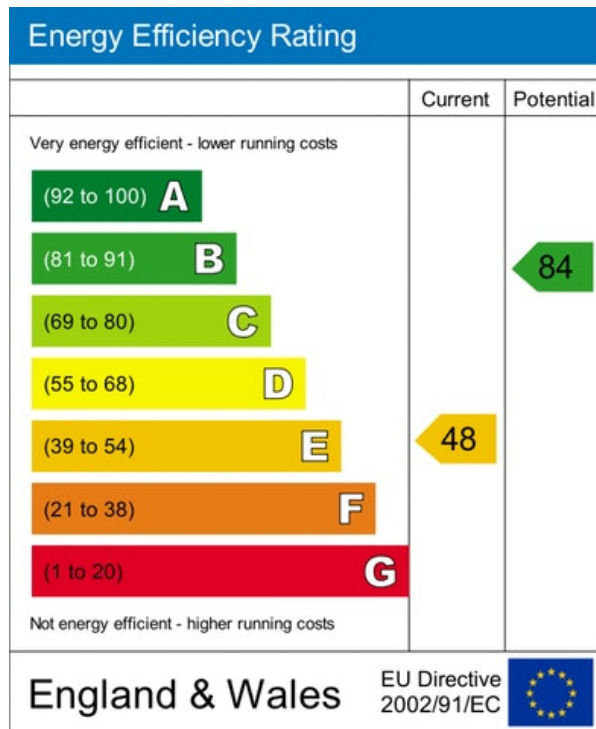 Energy Efficiency Rating
Current Potential
Very energy efficient - lower running costs
(92 to 100) A
(81 to 91) B
84
(69 to 80) C
(55 to 68) D
(39 to 54) E
48
(21 to 38) F
(1 to 20) G
Not energy efficient - higher running costs
England & Wales
EU Directive
2002/91/EC